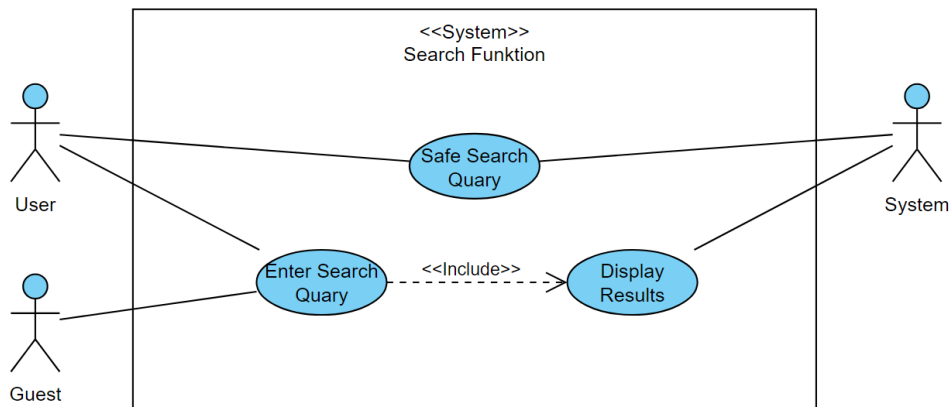 <<System>>
Search Funktion
Safe Search
Quary
User
System
Enter Search
Quary
<<Include>>
Display
Results
Guest